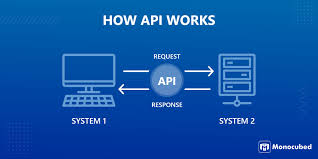 HOW API WORKS
REQUEST
API
RESPONSE
SYSTEM 1
SYSTEM 2
Monocubed